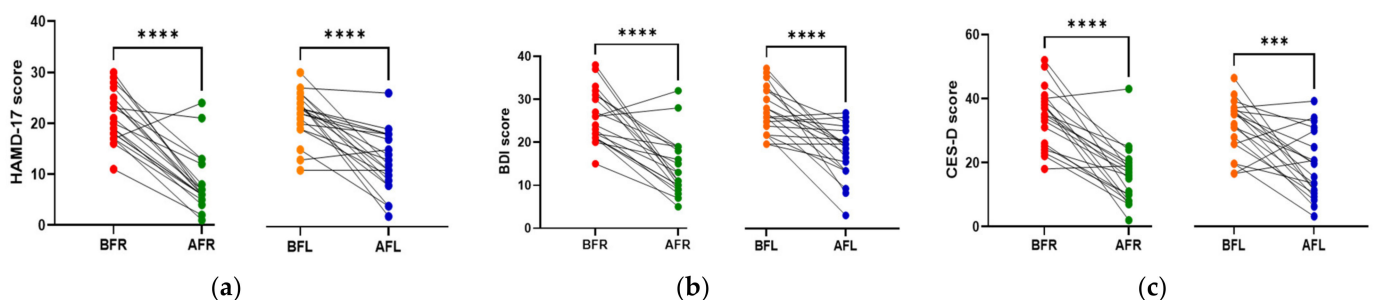 40
30
20
10
0
HAMD-17 score
****
BFR AFR
****
BFL AFL
(a)
40
30
20
10
0
BDI score
****
BFR AFR
****
BFL AFL
(b)
60
40
20
0
CES-D score
****
BFR AFR
***
BFL AFL
(c)